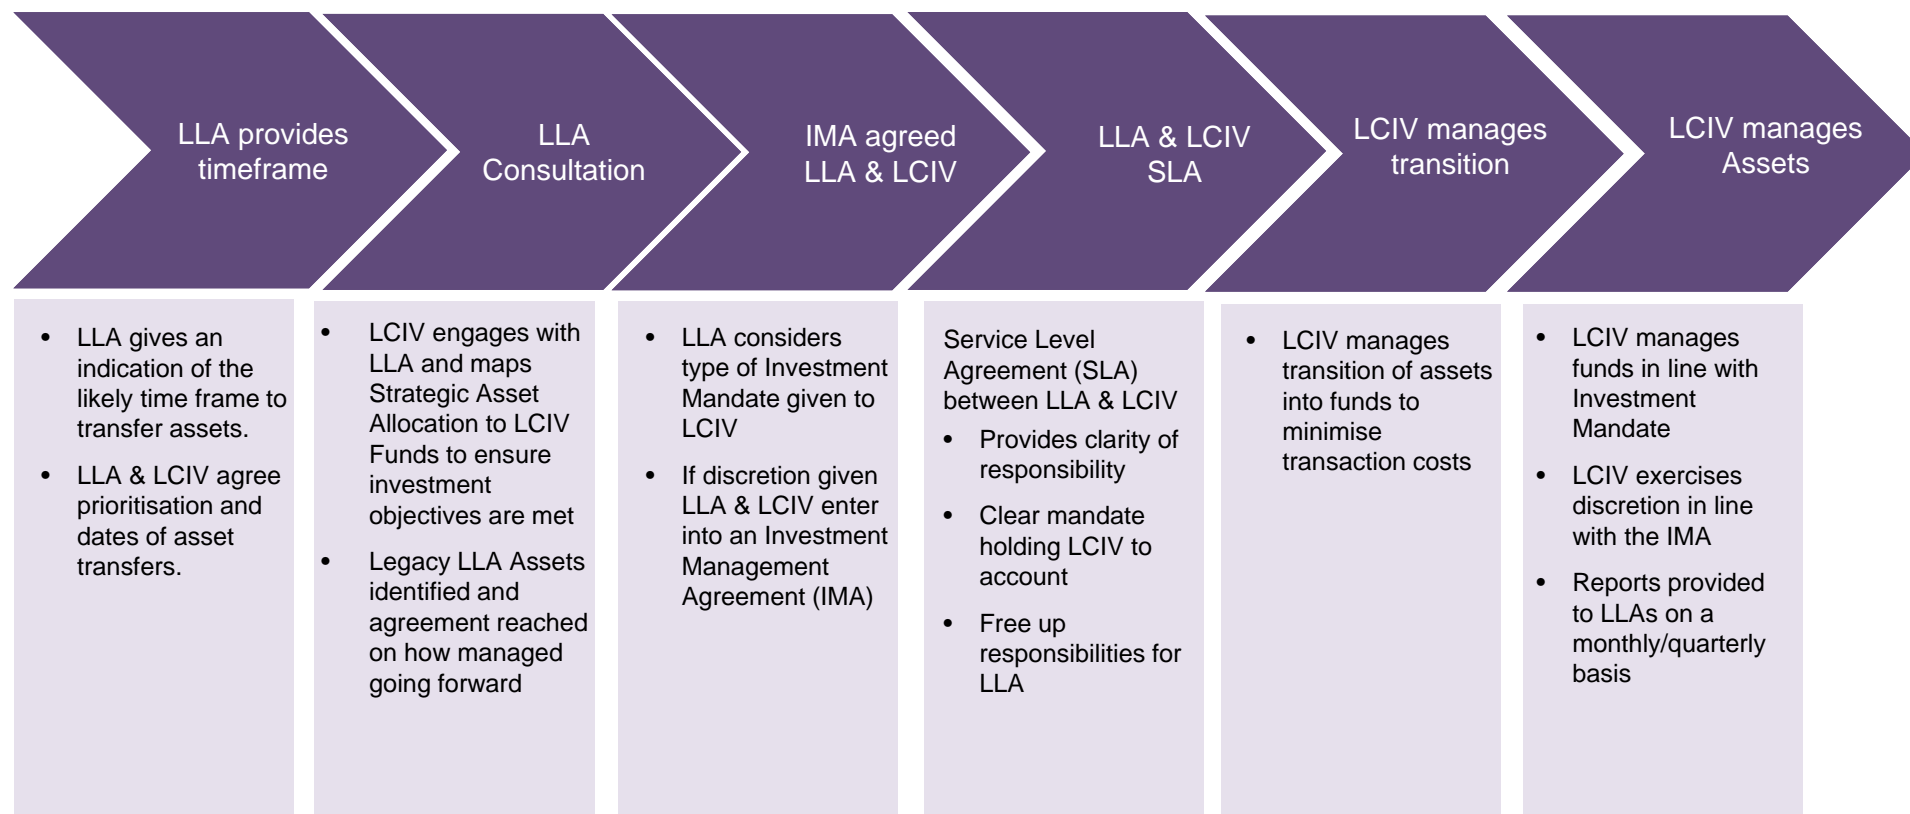 LLA provides
timeframe
LLA
Consultation
IMA agreed
LLA & LCIV
LLA & LCIV
SLA
LCIV manages
transition
LCIV manages
Assets
• LLA gives an
indication of the
likely time frame to
transfer assets.
• LLA & LCIV agree
prioritisation and
dates of asset
transfers.
• LCIV engages with
LLA and maps
Strategic Asset
Allocation to LCIV
Funds to ensure
investment
objectives are met
• Legacy LLA Assets
identified and
agreement reached
on how managed
going forward
• LLA considers
type of Investment
Mandate given to
LCIV
• If discretion given
LLA & LCIV enter
into an Investment
Management
Agreement (IMA)
Service Level
Agreement (SLA)
between LLA & LCIV
• Provides clarity of
responsibility
• Clear mandate
holding LCIV to
account
• Free up
responsibilities for
LLA
• LCIV manages
transition of assets
into funds to
minimise
transaction costs
• LCIV manages
funds in line with
Investment
Mandate
• LCIV exercises
discretion in line
with the IMA
• Reports provided
to LLAs on a
monthly/quarterly
basis